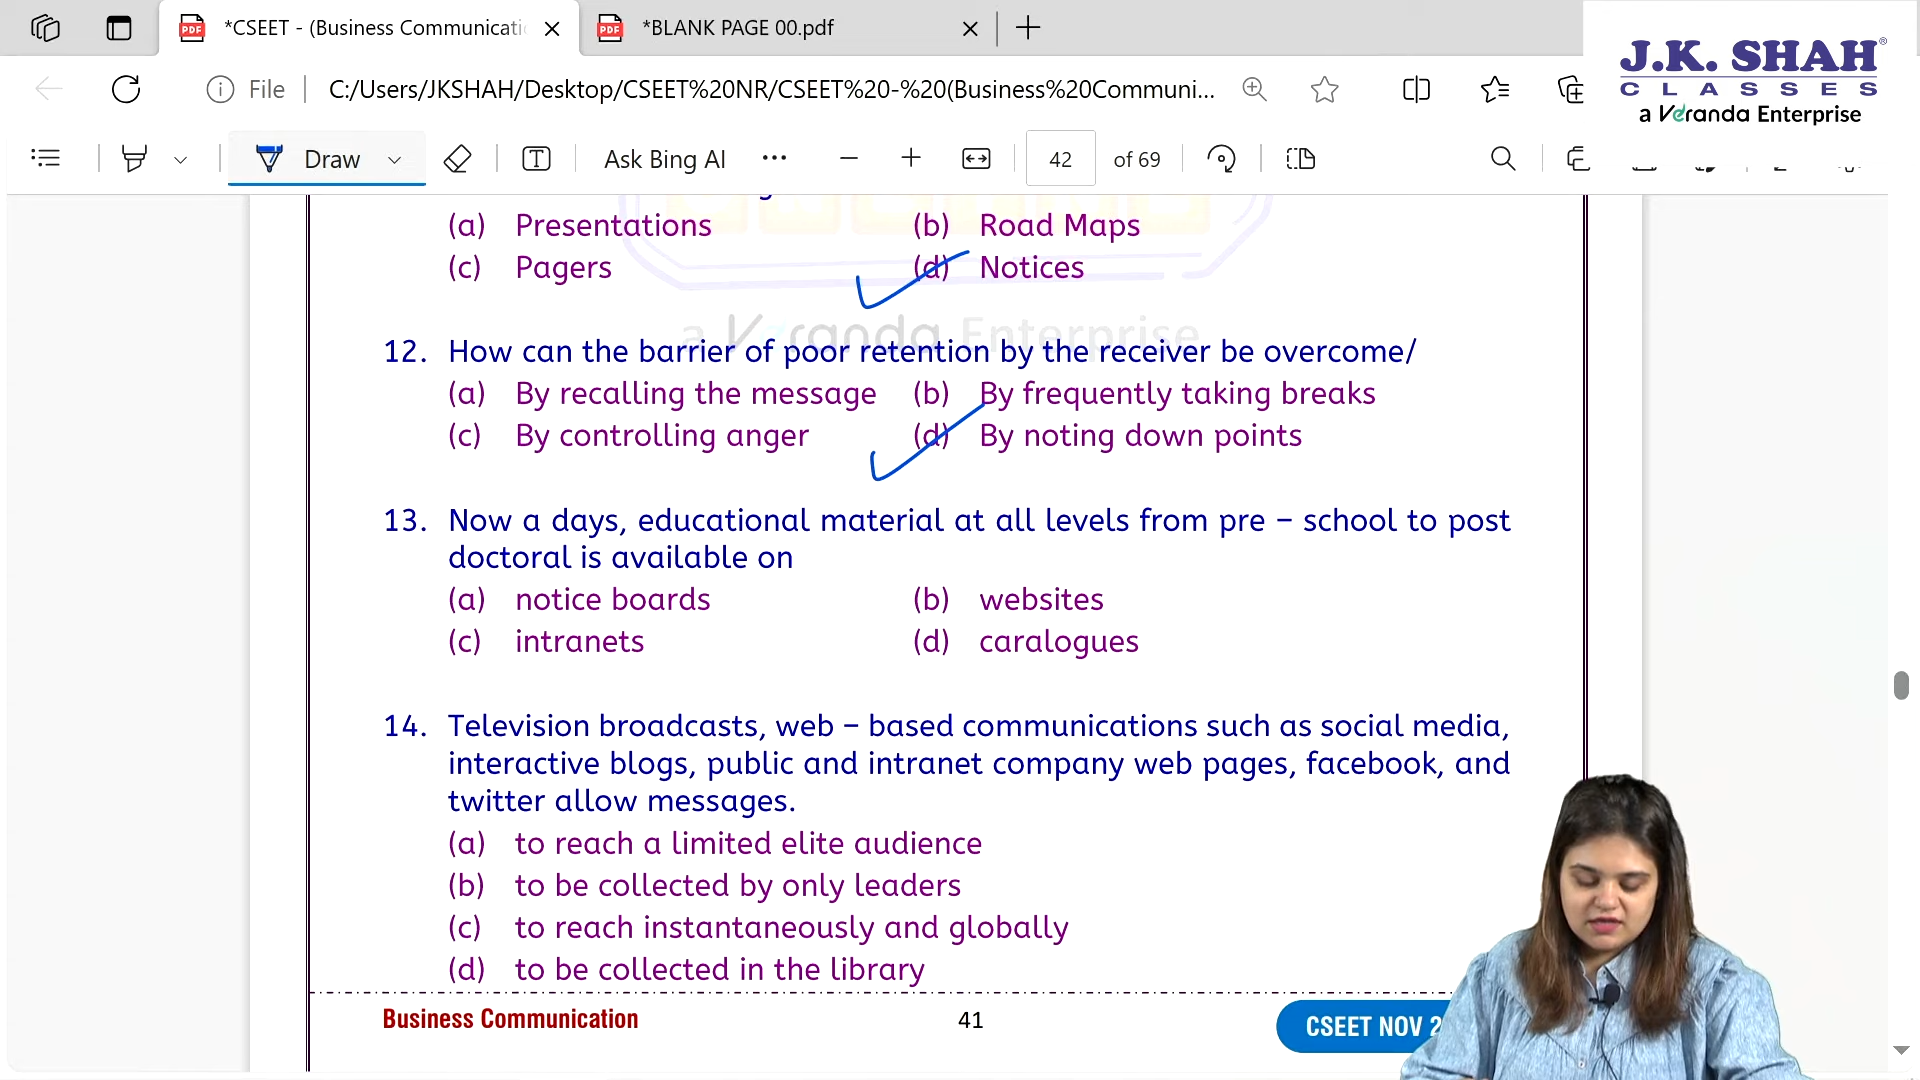 *CSEET - (Business Communicati
*BLANK PAGE 00.pdf
J.K. SHAH®
CLASSES
a Veranda Enterprise
File
C:/Users/JKSHAH/Desktop/CSEET%20NR/CSEET%20-%20(Business%20Communi...
Draw
Ask Bing AI
42
of 69
(a) Presentations (b) Road Maps
(c) Pagers (d) Notices
a Veranda Enterprise
12. How can the barrier of poor retention by the receiver be overcome/
(a) By recalling the message (b) By frequently taking breaks
(c) By controlling anger (d) By noting down points
13. Now a days, educational material at all levels from pre – school to post
doctoral is available on
(a) notice boards (b) websites
(c) intranets (d) caralogues
14. Television broadcasts, web – based communications such as social media,
interactive blogs, public and intranet company web pages, facebook, and
twitter allow messages.
(a) to reach a limited elite audience
(b) to be collected by only leaders
(c) to reach instantaneously and globally
(d) to be collected in the library
Business Communication
41
CSEET NOV 2